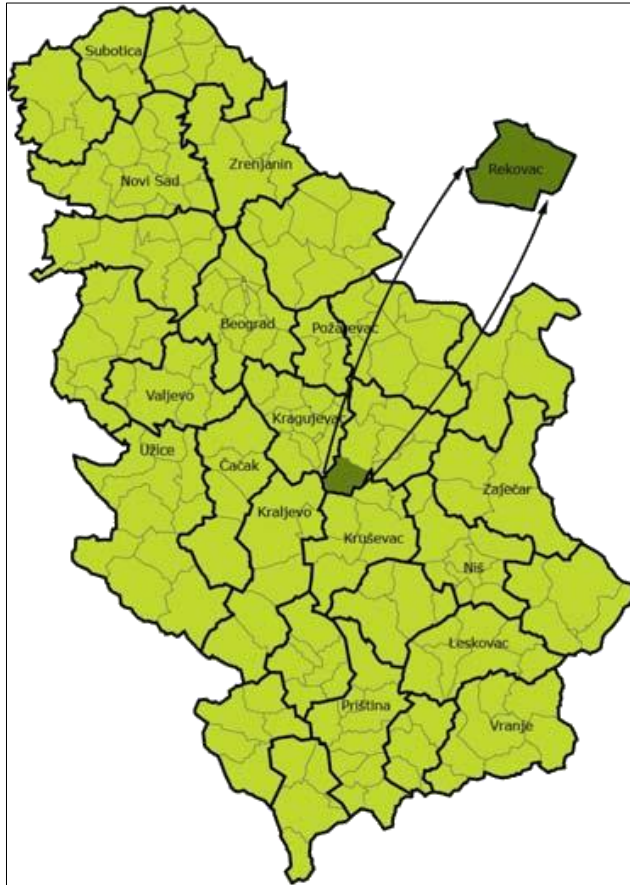 Subotica
Rekovac
Zrenjanin
Novi Sad
Beograd
Požarevac
Valjevo
Kragujevac
Užice
Čačak
Zaječar
Kraljevo
Kruševac
Niš
Leskovac
Priština
Vranje